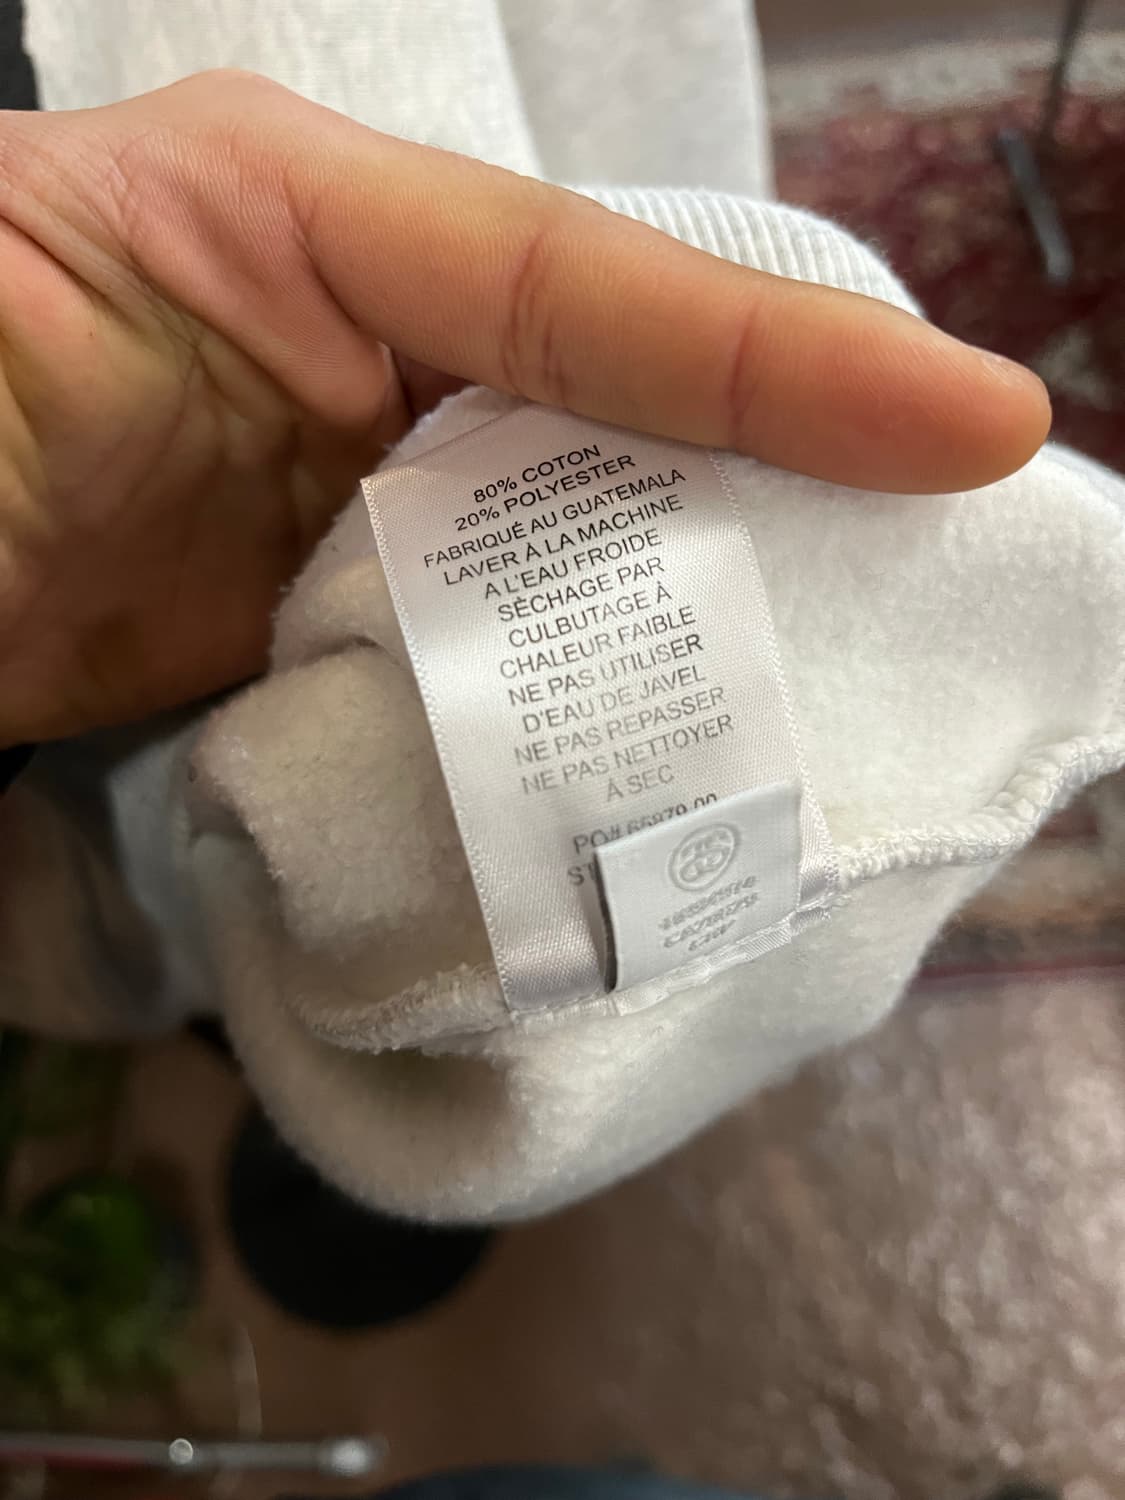 80% COTON
20% POLYESTER
FABRIQUÉ AU GUATEMALA
LAVER À LA MACHINE
A L'EAU FROIDE
SÈCHAGE PAR
CULBUTAGE À
CHALEUR FAIBLE
NE PAS UTILISER
D'EAU DE JAVEL
NE PAS REPASSER
NE PAS NETTOYER
À SEC
PO#